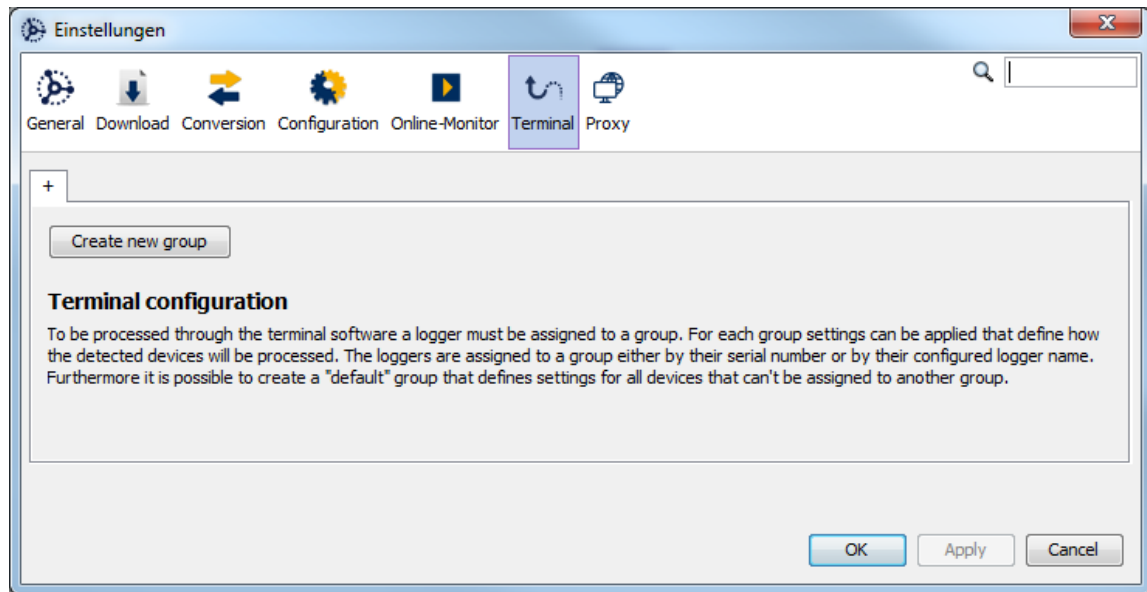 Einstellungen
General Download Conversion Configuration Online-Monitor Terminal Proxy
+
Create new group
Terminal configuration
To be processed through the terminal software a logger must be assigned to a group. For each group settings can be applied that define how
the detected devices will be processed. The loggers are assigned to a group either by their serial number or by their configured logger name.
Furthermore it is possible to create a "default" group that defines settings for all devices that can't be assigned to another group.
OK Apply Cancel